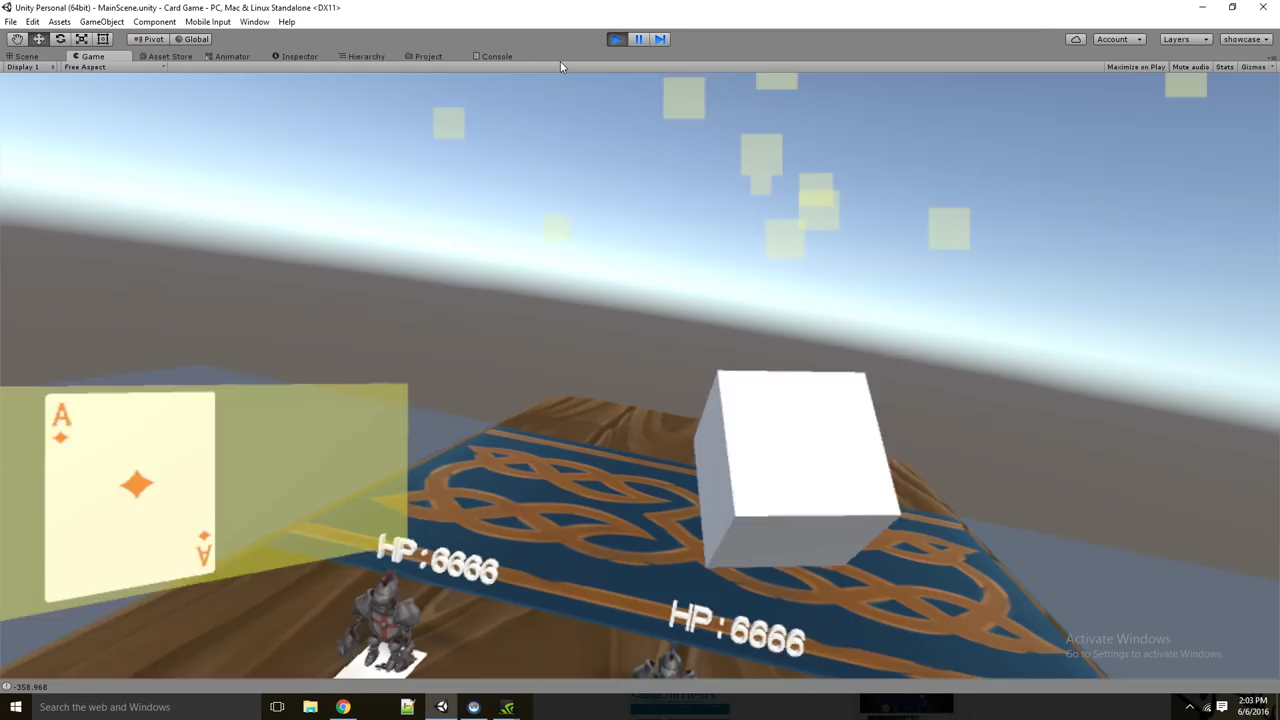 Unity Personal (64bit) - MainScene.unity - Card Game - PC, Mac & Linux Standalone <DX11>
File Edit Assets GameObject Component Mobile Input Window Help
Pivot Global Account Layers showcase
Scene Game Asset Store Animator Inspector Hierarchy Project Console
Display 1 Free Aspect Maximize on Play Mute audio Stats Gizmos
A
A
HP:6666
HP:6666
Activate Windows
Go to Settings to activate Windows.
-358.968
Search the web and Windows
2:03 PM
6/6/2016